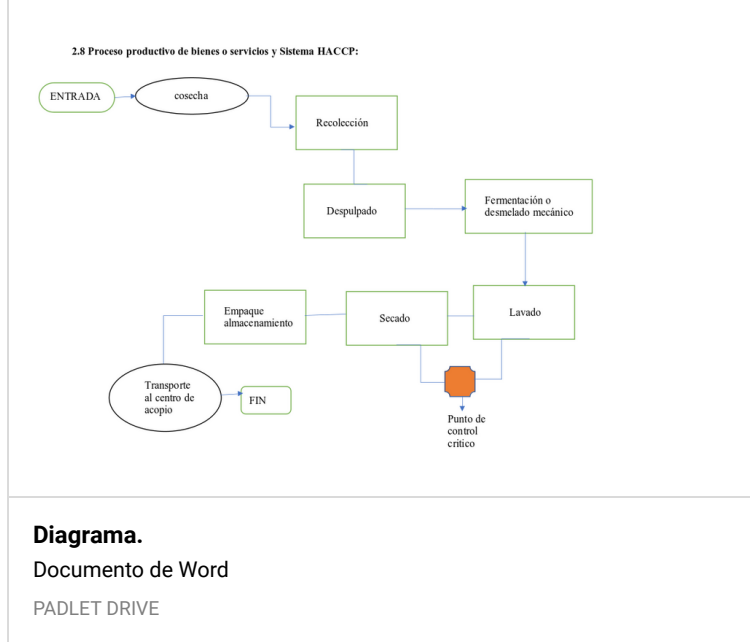 2.8 Proceso productivo de bienes o servicios y Sistema HACCP:
ENTRADA
cosecha
Recolección
Despulpado
Fermentación o
desmelado mecánico
Lavado
Secado
Empaque
almacenamiento
Transporte
al centro de
acopio
FIN
Punto de
control
critico
Diagrama.
Documento de Word
PADLET DRIVE